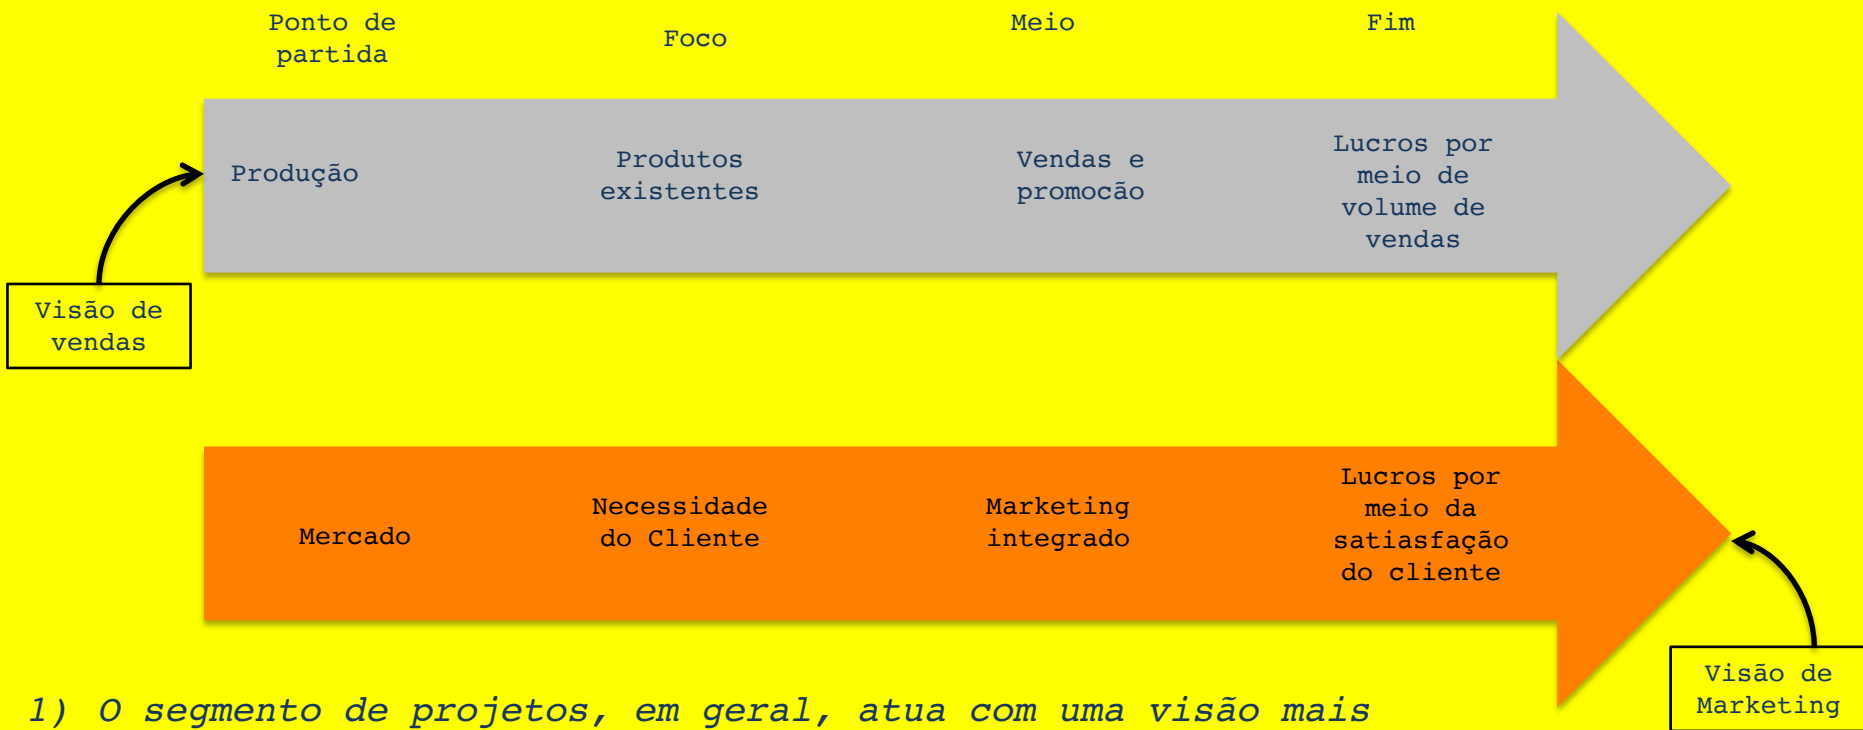 Ponto de
partida
Foco
Meio
Fim
Produção
Produtos
existentes
Vendas e
promocão
Lucros por
meio de
volume de
vendas
Visão de
vendas
Mercado
Necessidade
do Cliente
Marketing
integrado
Lucros por
meio da
satiasfação
do cliente
Visão de
Marketing
1) O segmento de projetos, em geral, atua com uma visão mais